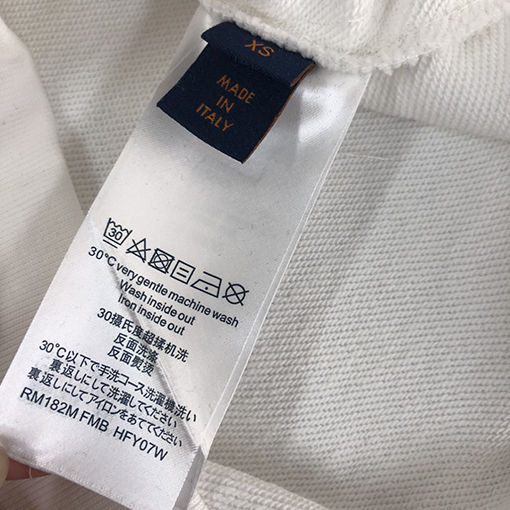 XS
MADE
IN
ITALY
30
30°C very gentle machine wash
Wash inside out
Iron inside out
30摄氏度超柔机洗
反面洗涤
反面熨烫
30°C以下で手洗コース洗濯機洗い
裏返しにして洗濯してください
裏返しにしてアイロンをあててください
RM182M FMB HFY07W